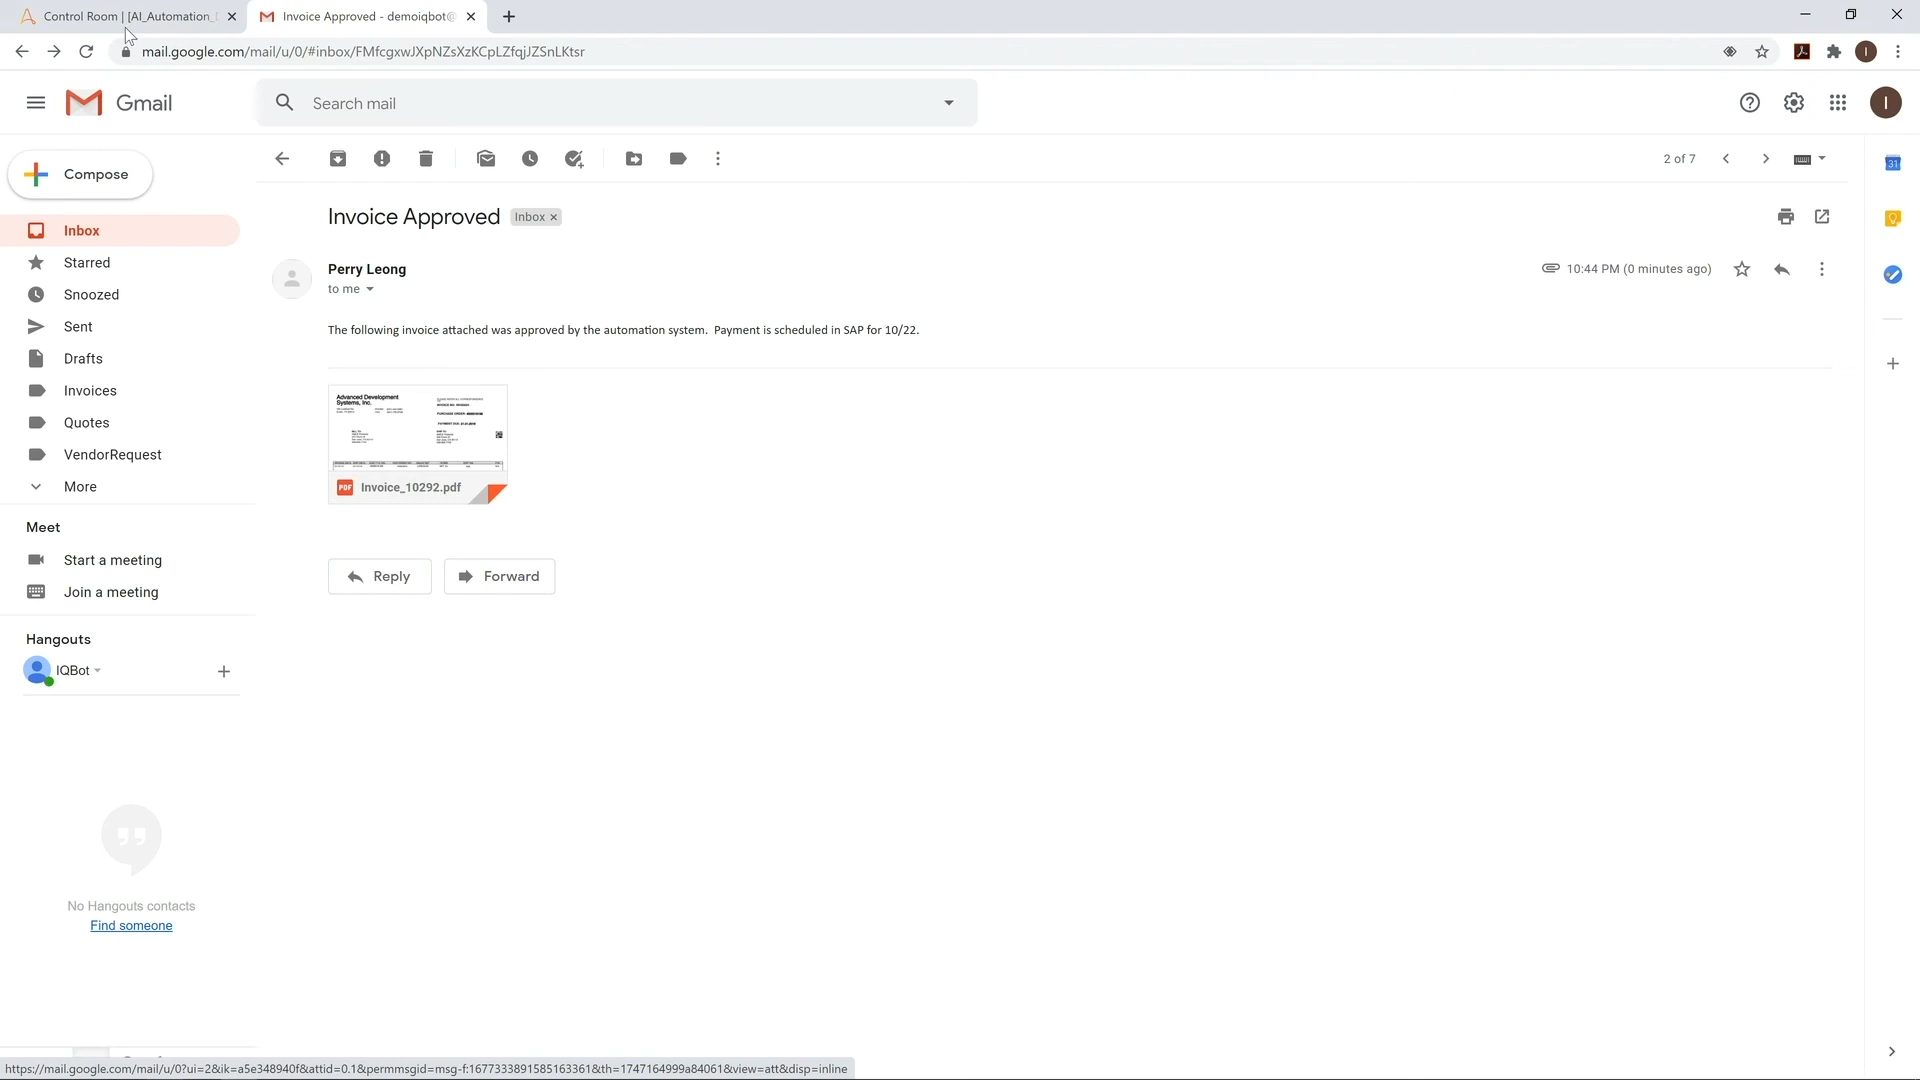 Control Room | [AI_Automation_
Invoice Approved - demoiqbot@
mail.google.com/mail/u/0/#inbox/FMfcgxwJXpNZsXzKCpLZfqjJZSnLKtsr
I
Gmail
Search mail
I
Compose
2 of 7
31
Invoice Approved
Inbox
Inbox
Starred
Perry Leong
10:44 PM (0 minutes ago)
to me
Snoozed
Sent
The following invoice attached was approved by the automation system. Payment is scheduled in SAP for 10/22.
Drafts
Invoices
Quotes
VendorRequest
More
Advanced Development
Systems, Inc.
PDF
Invoice_10292.pdf
Meet
Start a meeting
Join a meeting
Reply
Forward
Hangouts
IQBot
No Hangouts contacts
Find someone
https://mail.google.com/mail/u/0?ui=2&ik=a5e348940f&attid=0.1&permmsgid=msg-f:1677333891585163361&th=1747164999a84061&view=att&disp=inline